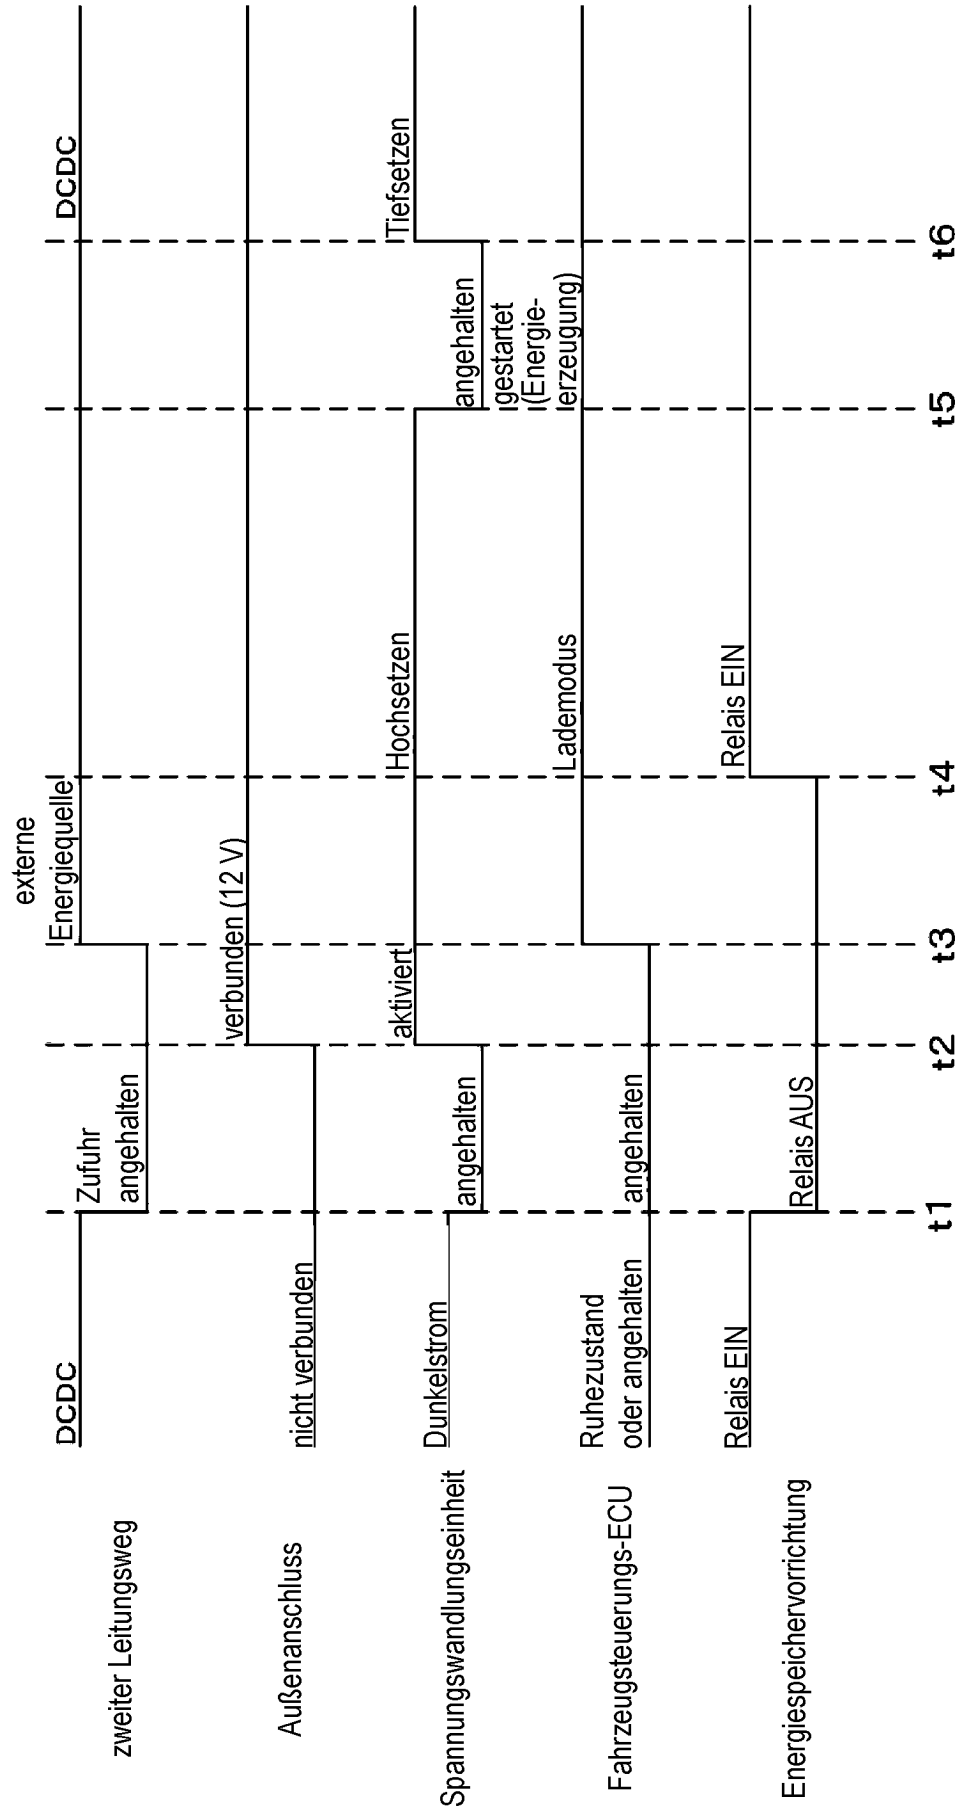 zweiter Leitungsweg
DCDC
Zufuhr
angehalten
externe
Energiequelle
DCDC
Außenanschluss
nicht verbunden
verbunden (12 V)
Spannungswandlungseinheit
Dunkelstrom
angehalten
aktiviert
Hochsetzen
angehalten
Tiefsetzen
Fahrzeugsteuerungs-ECU
Ruhezustand
oder angehalten
angehalten
Lademodus
gestartet
(Energie-
erzeugung)
Energiespeichervorrichtung
Relais EIN
Relais AUS
Relais EIN
t1
t2
t3
t4
t5
t6